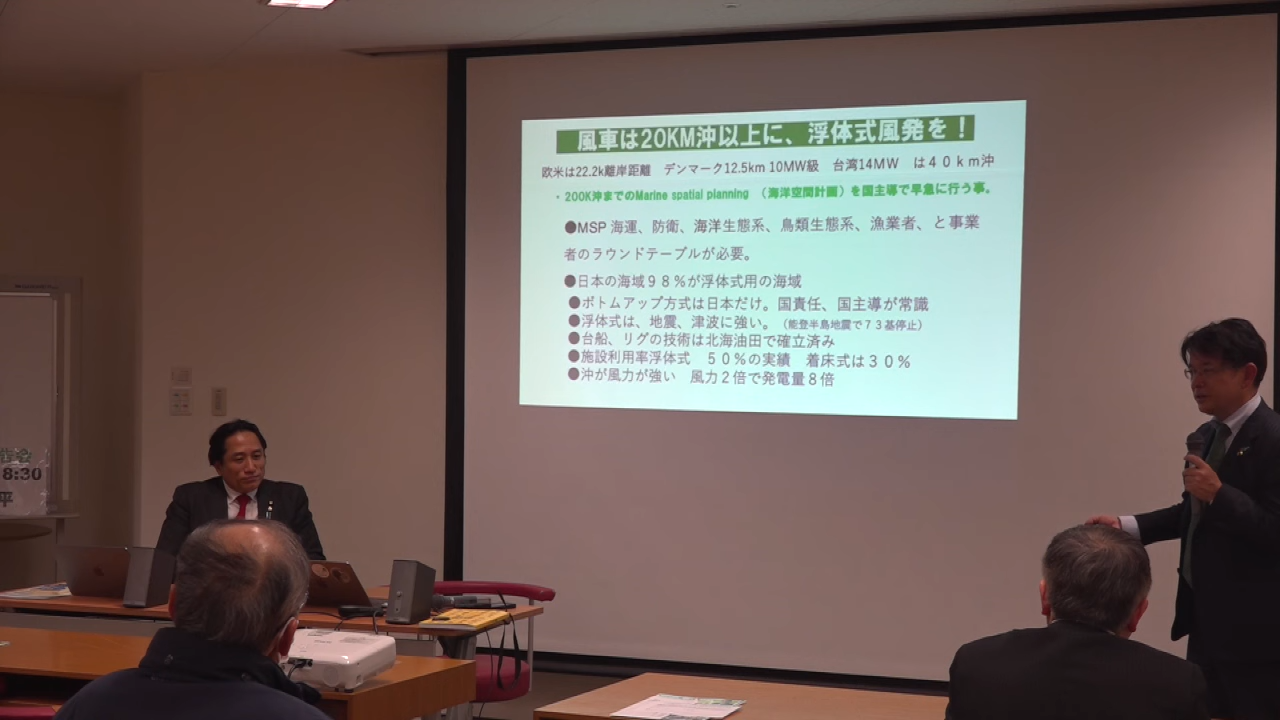 風車は20KM沖以上に、浮体式風発を！
欧米は22.2k離岸距離　デンマーク12.5km 10MW級　台湾14MW　は４０ｋｍ沖
・200K沖までのMarine spatial planning （海洋空間計画）を国主導で早急に行う事。
●MSP 海運、防衛、海洋生態系、鳥類生態系、漁業者、と事業
者のラウンドテーブルが必要。
●日本の海域９８％が浮体式用の海域
●ボトムアップ方式は日本だけ。国責任、国主導が常識
●浮体式は、地震、津波に強い。（能登半島地震で７３基停止）
●台船、リグの技術は北海油田で確立済み
●施設利用率浮体式　５０％の実績　着床式は３０％
●沖が風力が強い　風力２倍で発電量８倍
告会
8:30
平